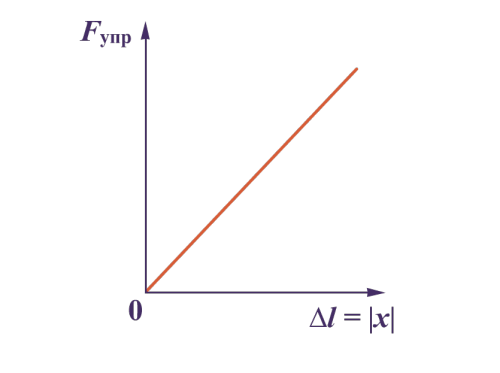 Fупр
0
Δl = |x|